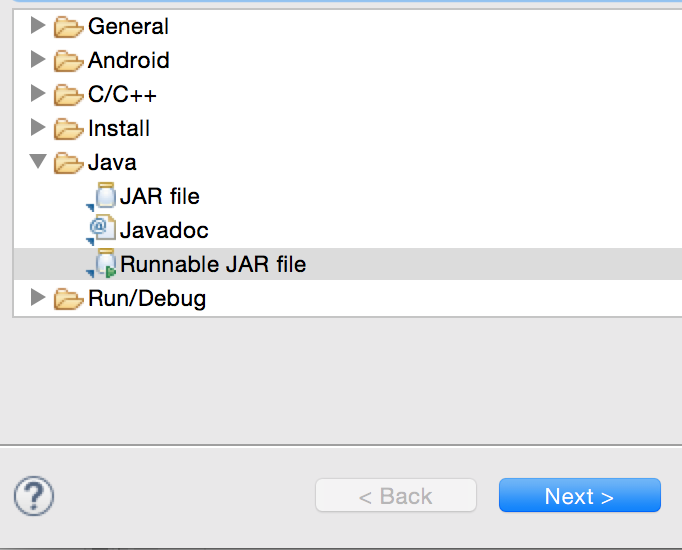 General
Android
C/C++
Install
Java
JAR file
Javadoc
Runnable JAR file
Run/Debug
?
< Back
Next >